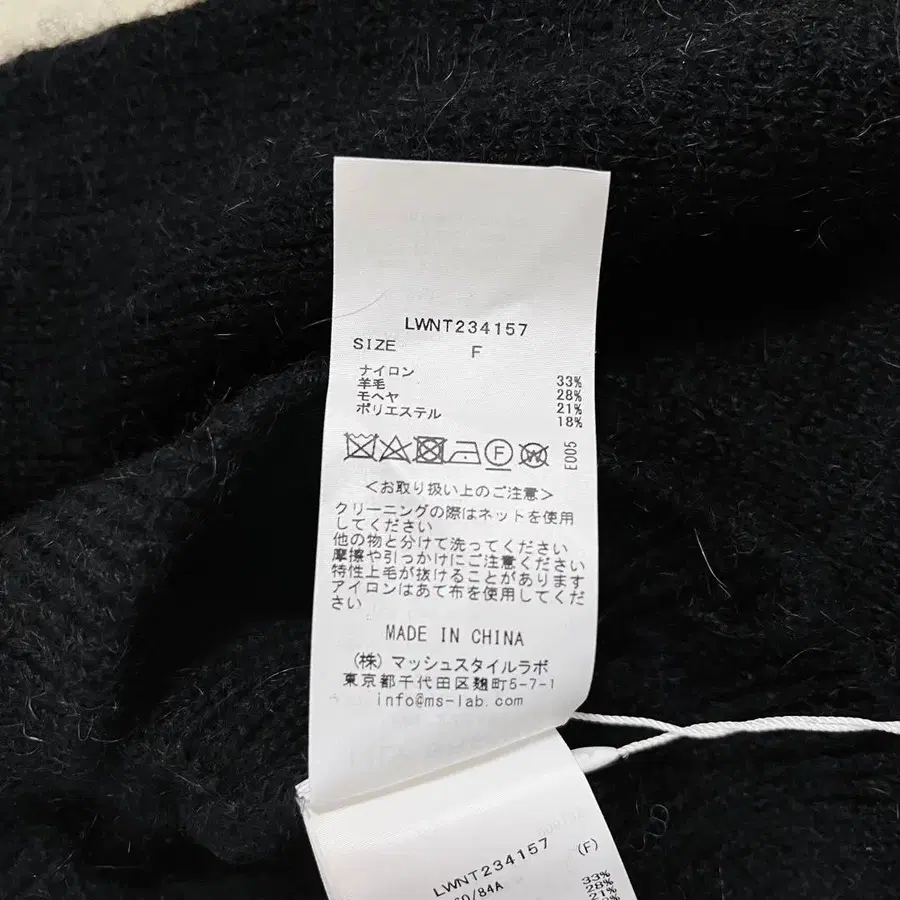 LWNT234157
SIZE F
ナイロン 33%
羊毛 28%
モヘヤ 21%
ポリエステル 18%
F W E005
<お取り扱い上のご注意>
クリーニングの際はネットを使用
してください
他の物と分けて洗ってください
摩擦や引っかけにご注意ください
特性上毛が抜けることがあります
アイロンはあて布を使用してくだ
さい
MADE IN CHINA
(株) マッシュスタイルラボ
東京都千代田区麹町5-7-1
info@ms-lab.com
LWNT234157
(F)
60/84A
33%
28%
21%